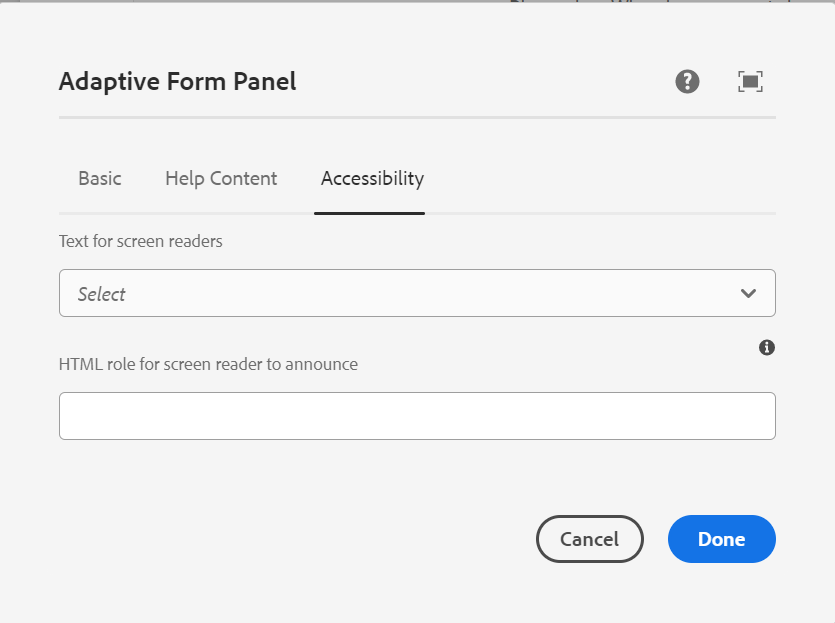 Adaptive Form Panel
Basic Help Content Accessibility
Text for screen readers
Select
HTML role for screen reader to announce
Cancel Done